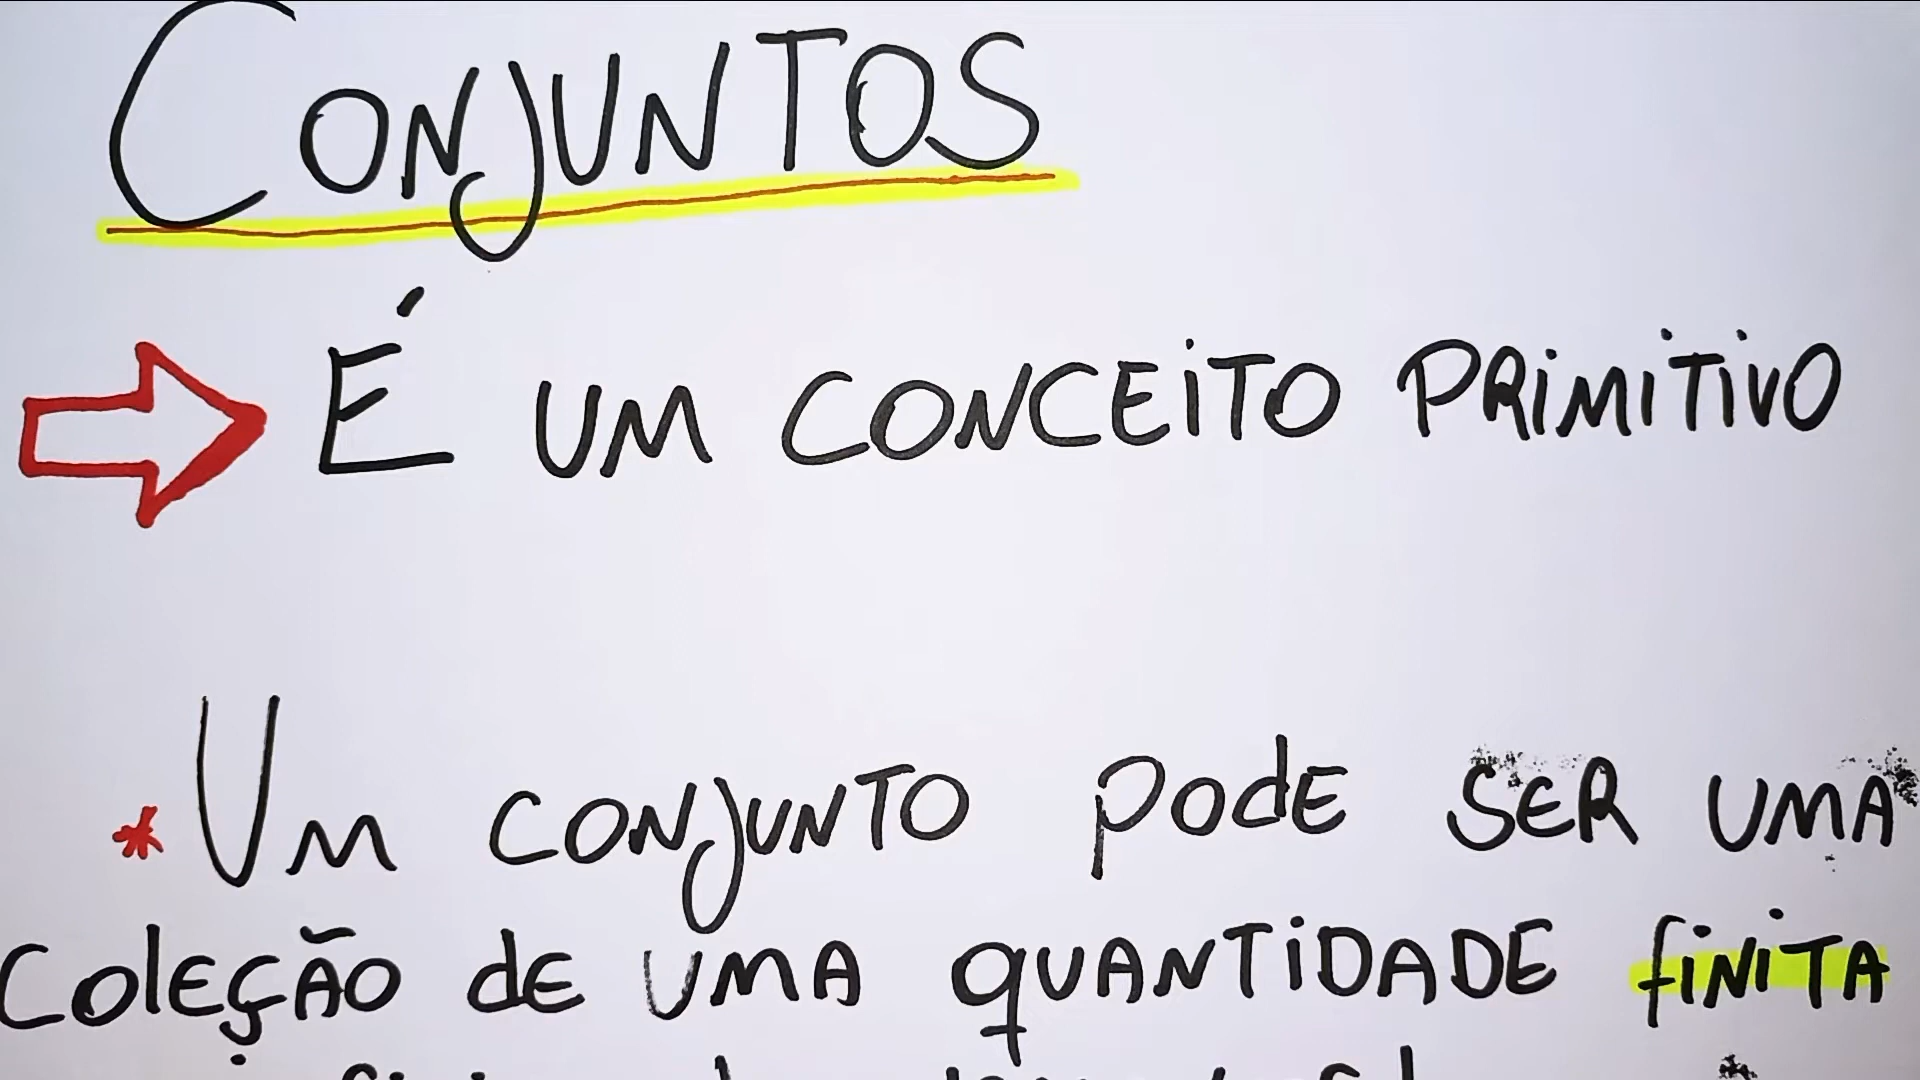 CONJUNTOS
É UM CONCEITO PRIMITIVO
* UM CONJUNTO PODE SER UMA
COLEÇÃO DE UMA QUANTIDADE FINITA